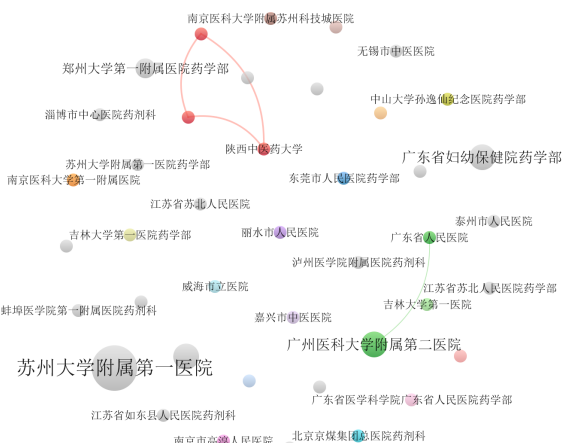 南京医科大学附属苏州科技城医院
无锡市中医医院
郑州大学第一附属医院药学部
中山大学孙逸仙纪念医院药学部
淄博市中心医院药剂科
陕西中医药大学
广东省妇幼保健院药学部
苏州大学附属第一医院药学部
南京医科大学第一附属医院
东莞市人民医院药学部
江苏省苏北人民医院
泰州市人民医院
吉林大学第一医院药学部
丽水市人民医院
广东省人民医院
泸州医学院附属医院药剂科
威海市立医院
江苏省苏北人民医院药学部
吉林大学第一医院
蚌埠医学院第一附属医院药剂科
嘉兴市中医医院
广州医科大学附属第二医院
苏州大学附属第一医院
广东省医学科学院广东省人民医院药学部
江苏省如东县人民医院药剂科
南京市高淳人民医院
北京京煤集团总医院药剂科